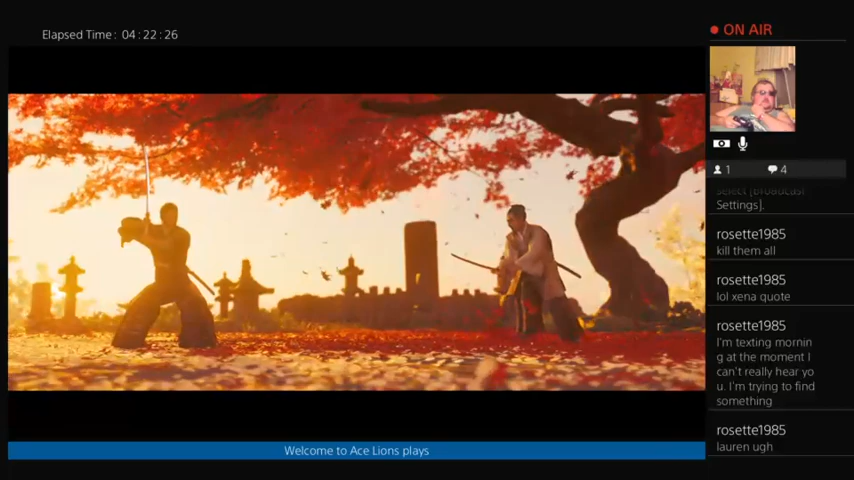 Elapsed Time: 04:22:26
ON AIR
1
4
Select [Broadcast
Settings].
rosette1985
kill them all
rosette1985
lol xena quote
rosette1985
I'm texting mornin
g at the moment I
can't really hear yo
u. I'm trying to find
something
rosette1985
lauren ugh
Welcome to Ace Lions plays